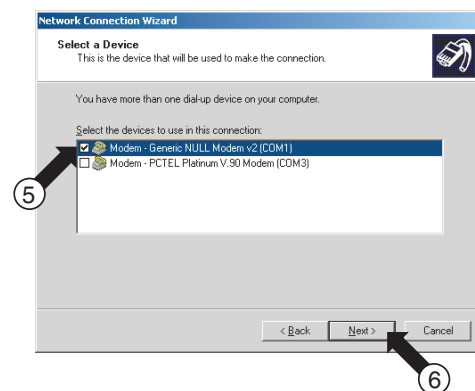 Network Connection Wizard
Select a Device
This is the device that will be used to make the connection.
You have more than one dial-up device on your computer.
Select the devices to use in this connection:
Modem - Generic NULL Modem v2 (COM1)
Modem - PCTEL Platinum V.90 Modem (COM3)
5
< Back Next > Cancel
6